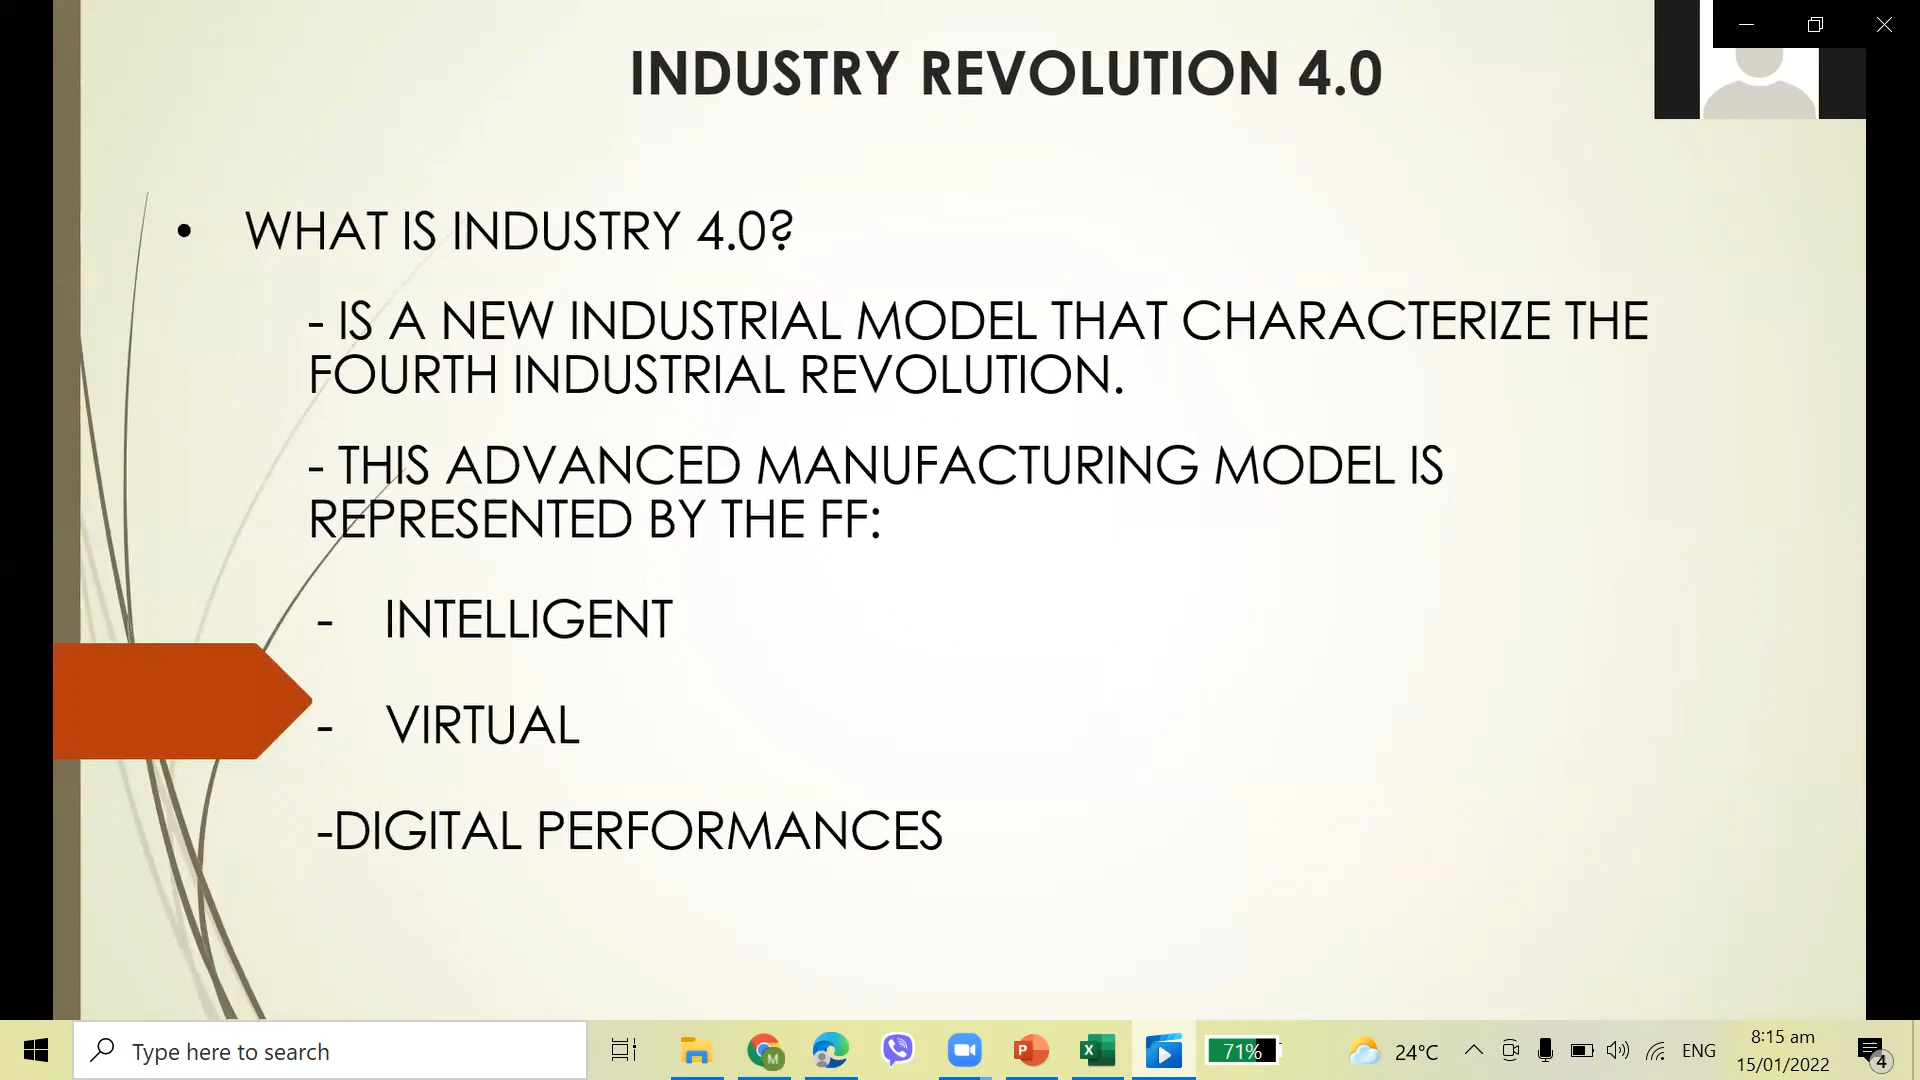 INDUSTRY REVOLUTION 4.0
• WHAT IS INDUSTRY 4.0?
- IS A NEW INDUSTRIAL MODEL THAT CHARACTERIZE THE
FOURTH INDUSTRIAL REVOLUTION.
- THIS ADVANCED MANUFACTURING MODEL IS
REPRESENTED BY THE FF:
- INTELLIGENT
- VIRTUAL
-DIGITAL PERFORMANCES
Type here to search
M
P
X
71%
24°C
ENG
8:15 am
15/01/2022
4